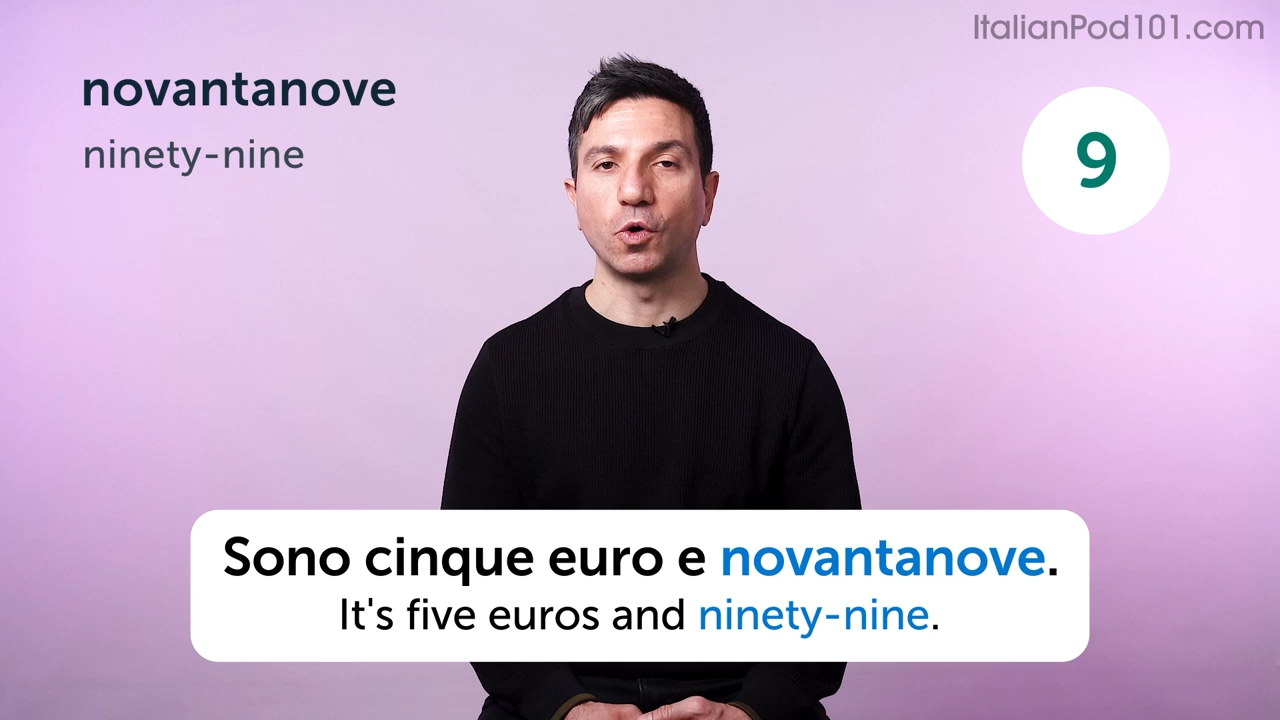 ItalianPod101.com
novantanove
ninety-nine
9
Sono cinque euro e novantanove.
It's five euros and ninety-nine.